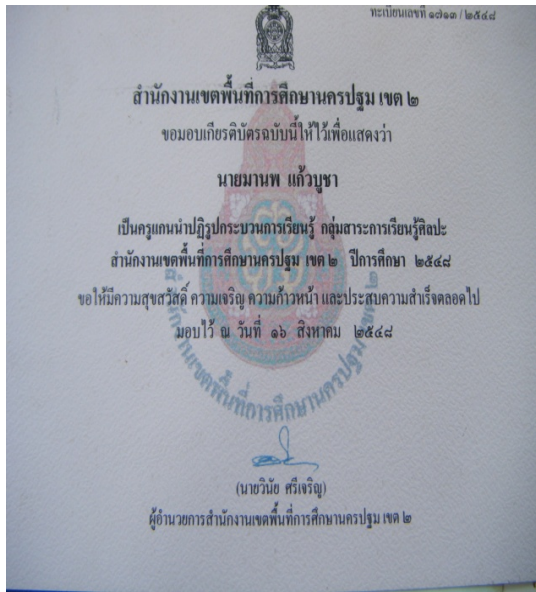 ทะเบียนเลขที่ ๑๗๑๓ / ๒๕๔๘
สำนักงานเขตพื้นที่การศึกษานครปฐม เขต ๒
ขอมอบเกียรติบัตรฉบับนี้ให้ไว้เพื่อแสดงว่า
นายมานพ แก้วบูชา
เป็นครูแกนนำปฏิรูปกระบวนการเรียนรู้ กลุ่มสาระการเรียนรู้ศิลปะ
สำนักงานเขตพื้นที่การศึกษานครปฐม เขต ๒ ปีการศึกษา ๒๕๔๘
ขอให้มีความสุขสวัสดิ์ ความเจริญ ความก้าวหน้า และประสบความสำเร็จตลอดไป
มอบไว้ ณ วันที่ ๑๖ สิงหาคม ๒๕๔๘
สำนักงานเขตพื้นที่การศึกษานครปฐม เขต ๒
(นายวินัย ศรีเจริญ)
ผู้อำนวยการสำนักงานเขตพื้นที่การศึกษานครปฐม เขต ๒